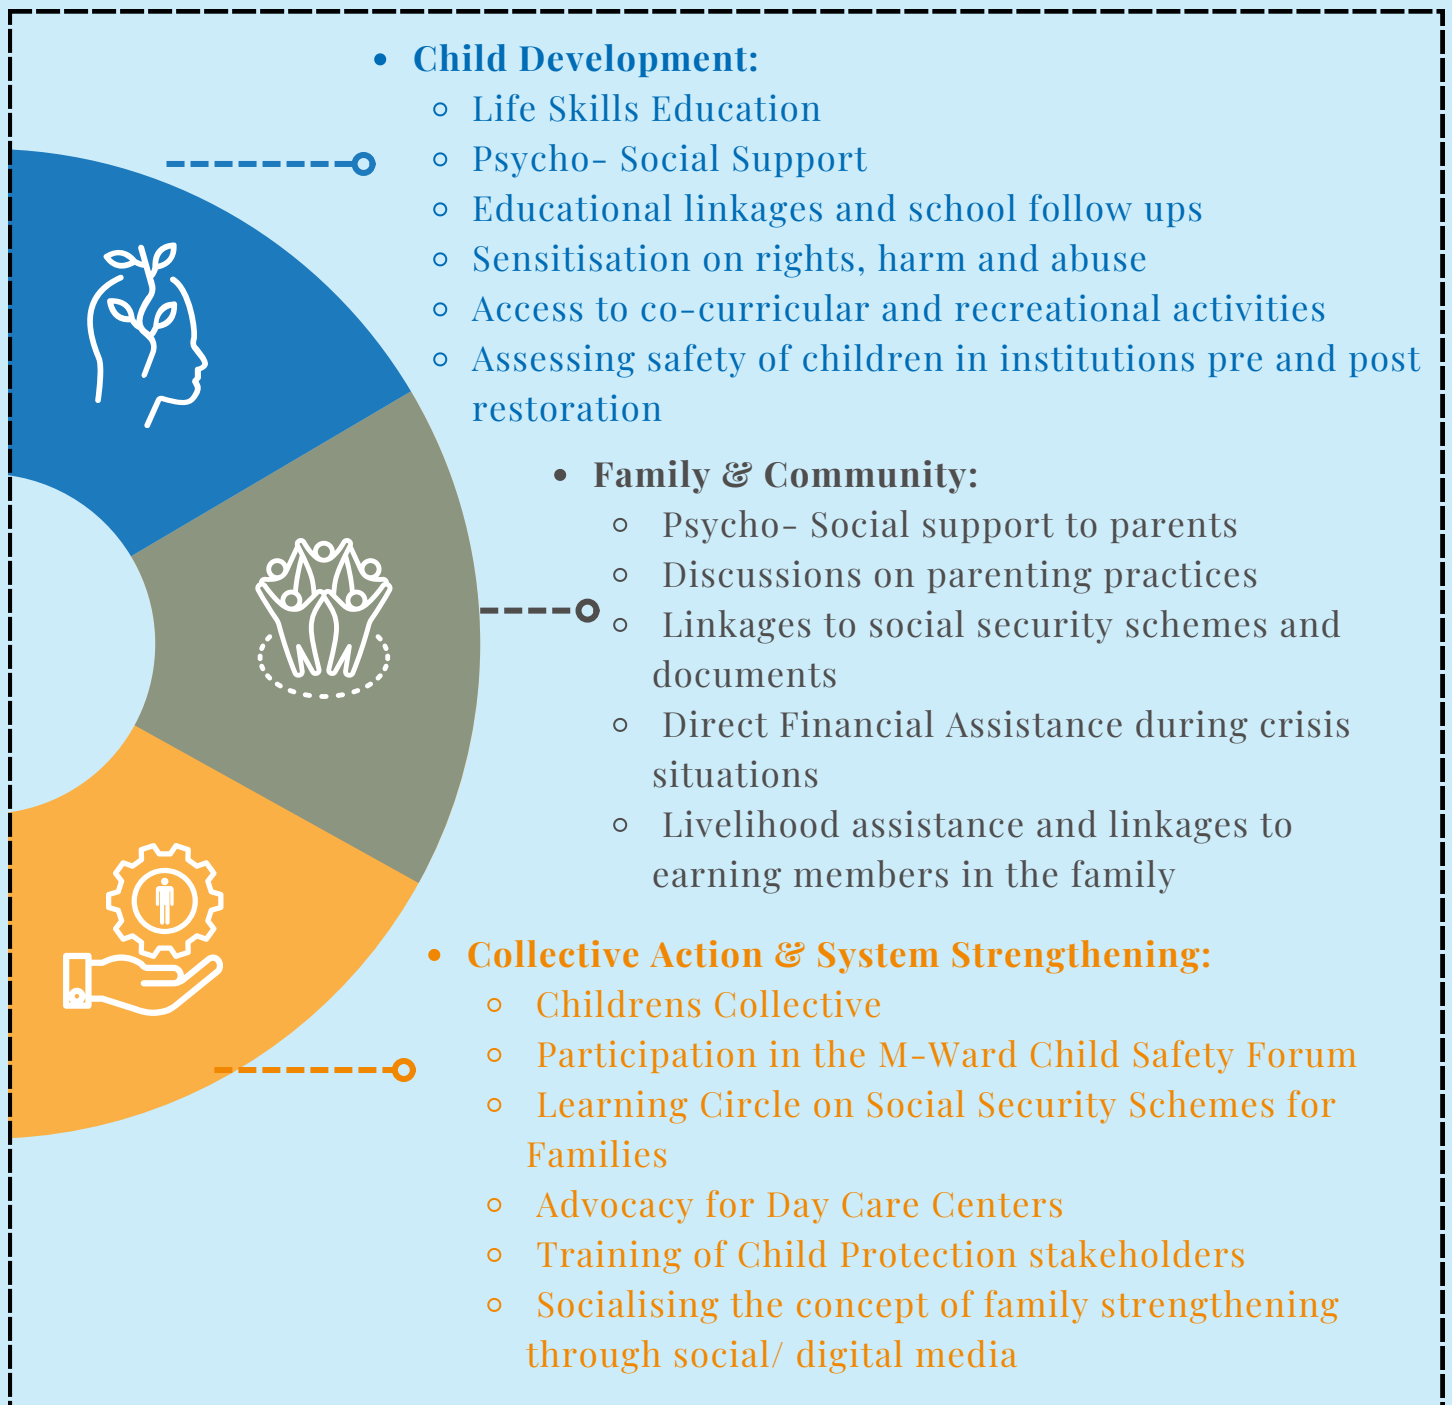 • Child Development:
○ Life Skills Education
○ Psycho- Social Support
○ Educational linkages and school follow ups
○ Sensitisation on rights, harm and abuse
○ Access to co-curricular and recreational activities
○ Assessing safety of children in institutions pre and post
restoration
• Family & Community:
○ Psycho- Social support to parents
○ Discussions on parenting practices
○ Linkages to social security schemes and
documents
○ Direct Financial Assistance during crisis
situations
○ Livelihood assistance and linkages to
earning members in the family
• Collective Action & System Strengthening:
○ Childrens Collective
○ Participation in the M-Ward Child Safety Forum
○ Learning Circle on Social Security Schemes for
Families
○ Advocacy for Day Care Centers
○ Training of Child Protection stakeholders
○ Socialising the concept of family strengthening
through social/ digital media